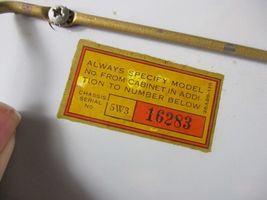 ALWAYS SPECIFY MODEL
NO. FROM CABINET IN ADDI-
TION TO NUMBER BELOW
CHASSIS
SERIAL
NO.
5W3
16283